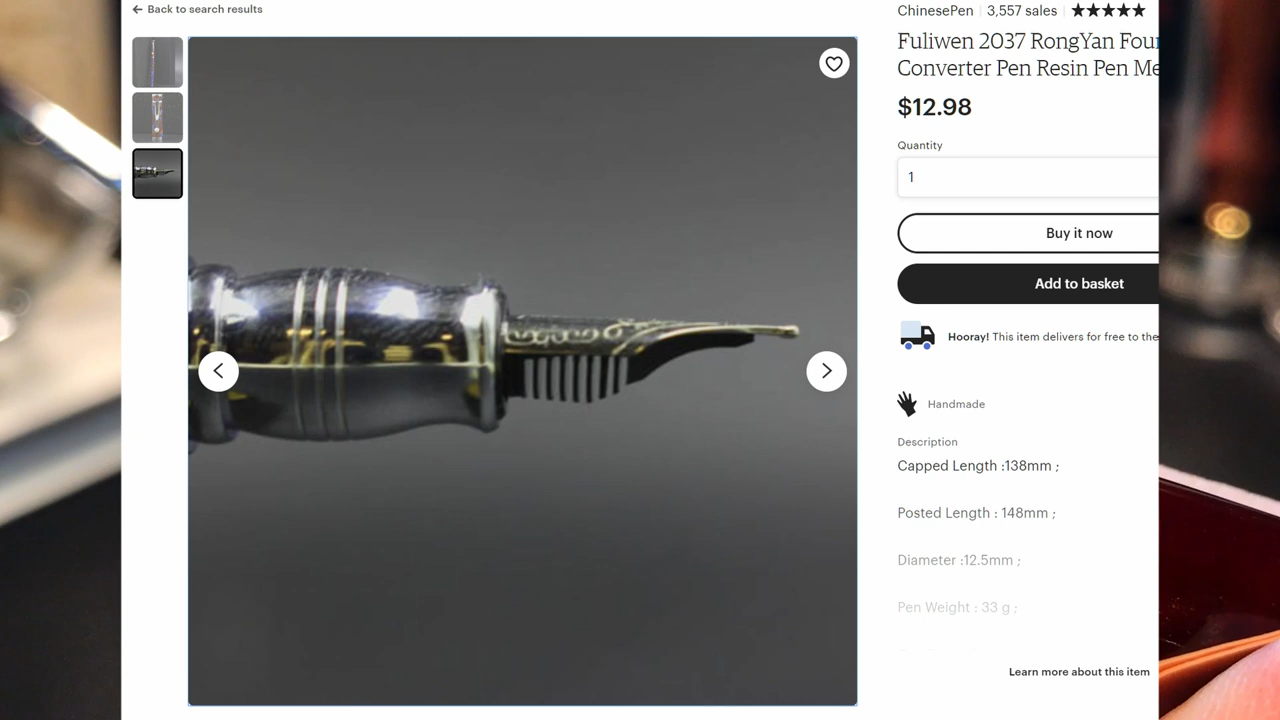 Back to search results
ChinesePen 3,557 sales
Fuliwen 2037 RongYan Foun
Converter Pen Resin Pen Me
$12.98
Quantity
1
Buy it now
Add to basket
Hooray! This item delivers for free to the
Handmade
Description
Capped Length :138mm ;
Posted Length : 148mm ;
Diameter :12.5mm ;
Pen Weight : 33 g ;
Learn more about this item